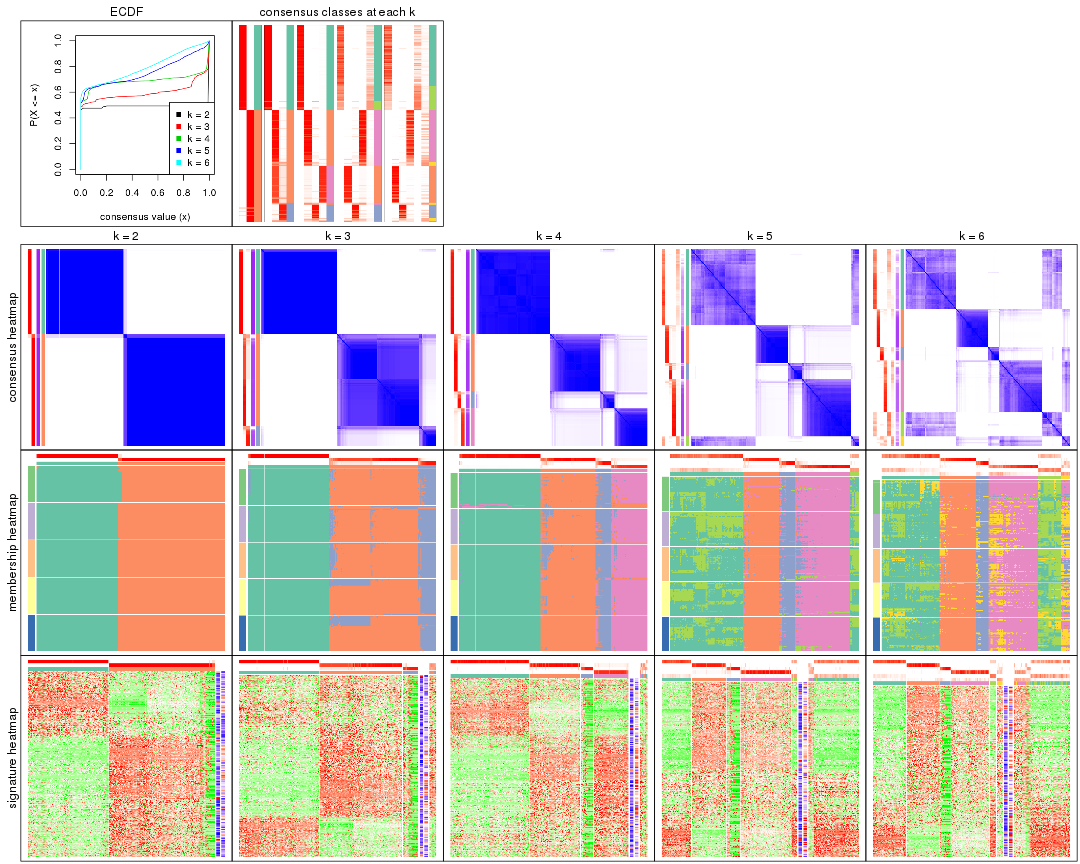 ECDF
consensus classes at each k
P(X <= x)
0.0
0.2
0.4
0.6
0.8
1.0
k = 2
k = 3
k = 4
k = 5
k = 6
0.0 0.2 0.4 0.6 0.8 1.0
consensus value (x)
k = 2
k = 3
k = 4
k = 5
k = 6
consensus heatmap
membership heatmap
signature heatmap